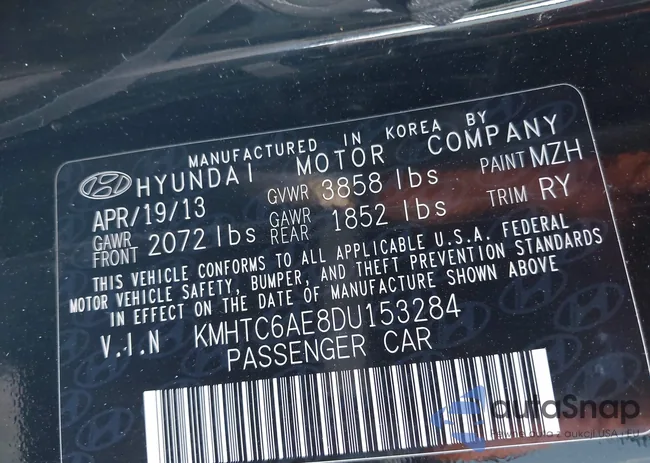 MANUFACTURED IN KOREA BY
HYUNDAI MOTOR COMPANY
APR/19/13 GVWR 3858 lbs PAINT MZH
GAWR FRONT 2072 lbs GAWR REAR 1852 lbs TRIM RY
THIS VEHICLE CONFORMS TO ALL APPLICABLE U.S.A. FEDERAL
MOTOR VEHICLE SAFETY, BUMPER, AND THEFT PREVENTION STANDARDS
IN EFFECT ON THE DATE OF MANUFACTURE SHOWN ABOVE
V.I.N KMHTC6AE8DU153284
PASSENGER CAR
autoSnap